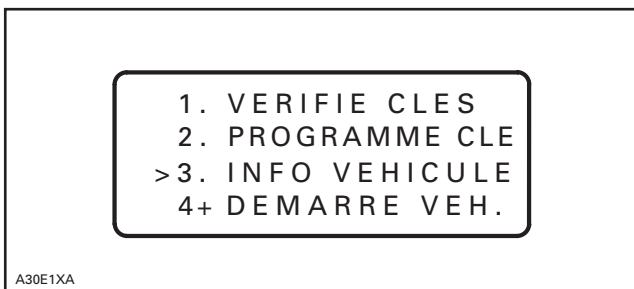 1. VERIFIE CLES
2. PROGRAMME CLE
>3. INFO VEHICULE
4+ DEMARRE VEH.
A30E1XA